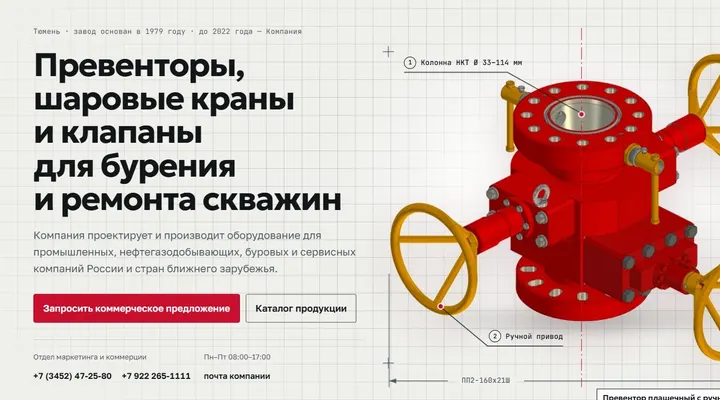 Тюмень · завод основан в 1979 году · до 2022 года — Компания
Превенторы,
шаровые краны
и клапаны
для бурения
и ремонта скважин
Компания проектирует и производит оборудование для
промышленных, нефтегазодобывающих, буровых и сервисных
компаний России и стран ближнего зарубежья.
Запросить коммерческое предложение
Каталог продукции
Отдел маркетинга и коммерции
Пн–Пт 08:00–17:00
+7 (3452) 47-25-80 +7 922 265-1111
почта компании
1 Колонна НКТ Ø 33–114 мм
2 Ручной привод
ПП2-160х21Ш
Превентор плашечный с ручн